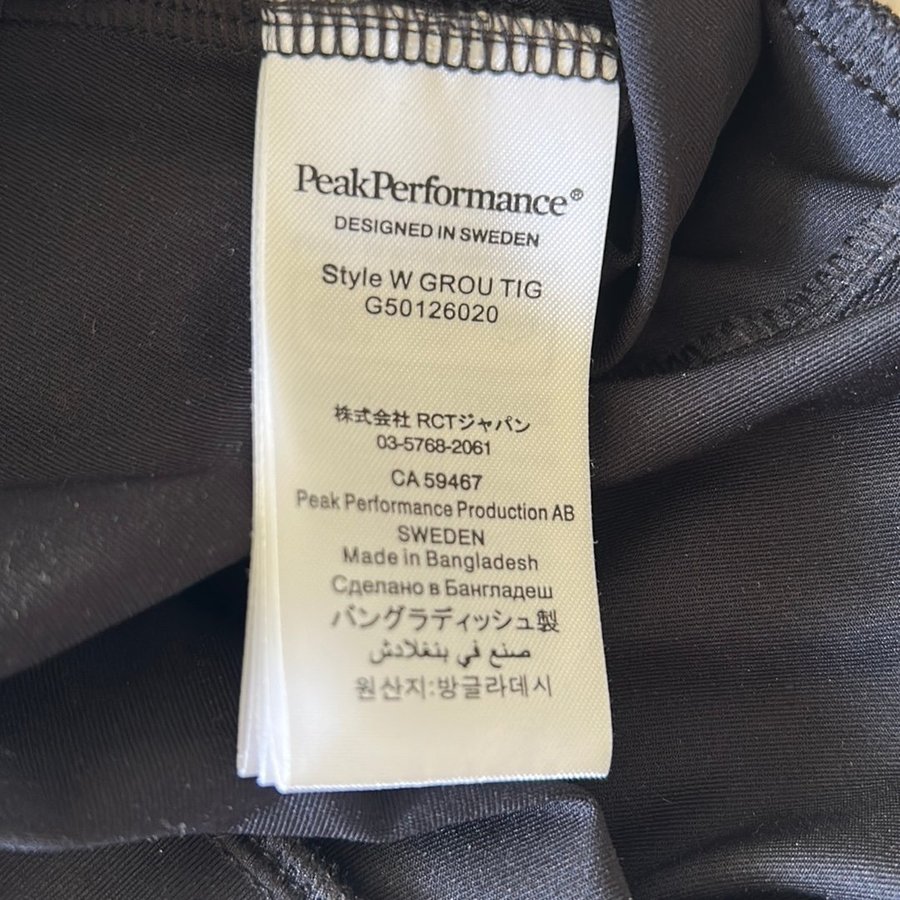 PeakPerformance®
DESIGNED IN SWEDEN
Style W GROU TIG
G50126020
株式会社 RCTジャパン
03-5768-2061
CA 59467
Peak Performance Production AB
SWEDEN
Made in Bangladesh
Сделано в Бангладеш
バングラディッシュ製
صنع في بنغلادش
원산지:방글라데시